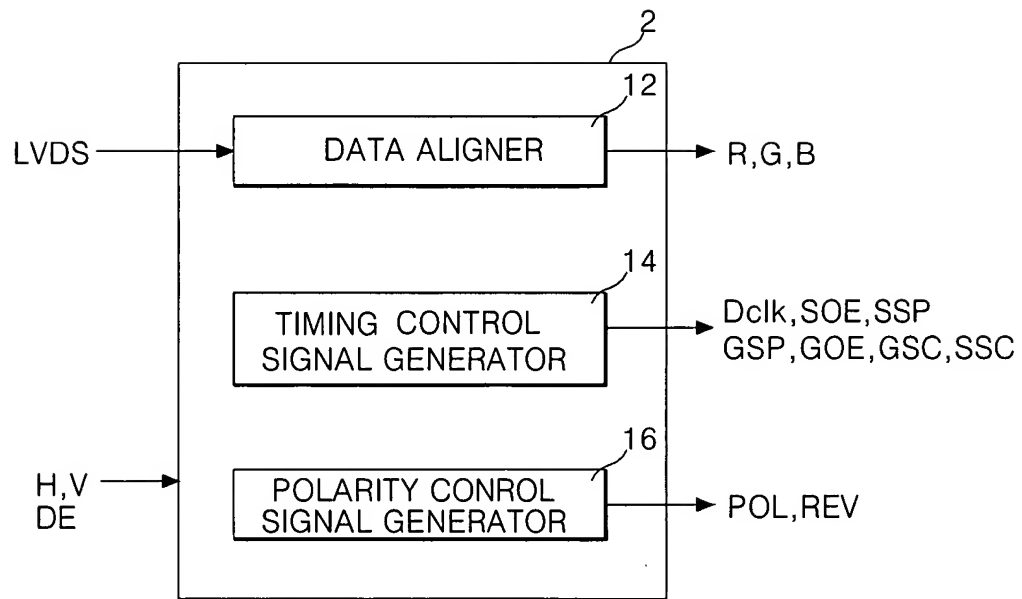 2
12
LVDS
DATA ALIGNER
R,G,B
14
TIMING CONTROL
SIGNAL GENERATOR
Dclk,SOE,SSP
GSP,GOE,GSC,SSC
16
H,V
DE
POLARITY CONROL
SIGNAL GENERATOR
POL,REV